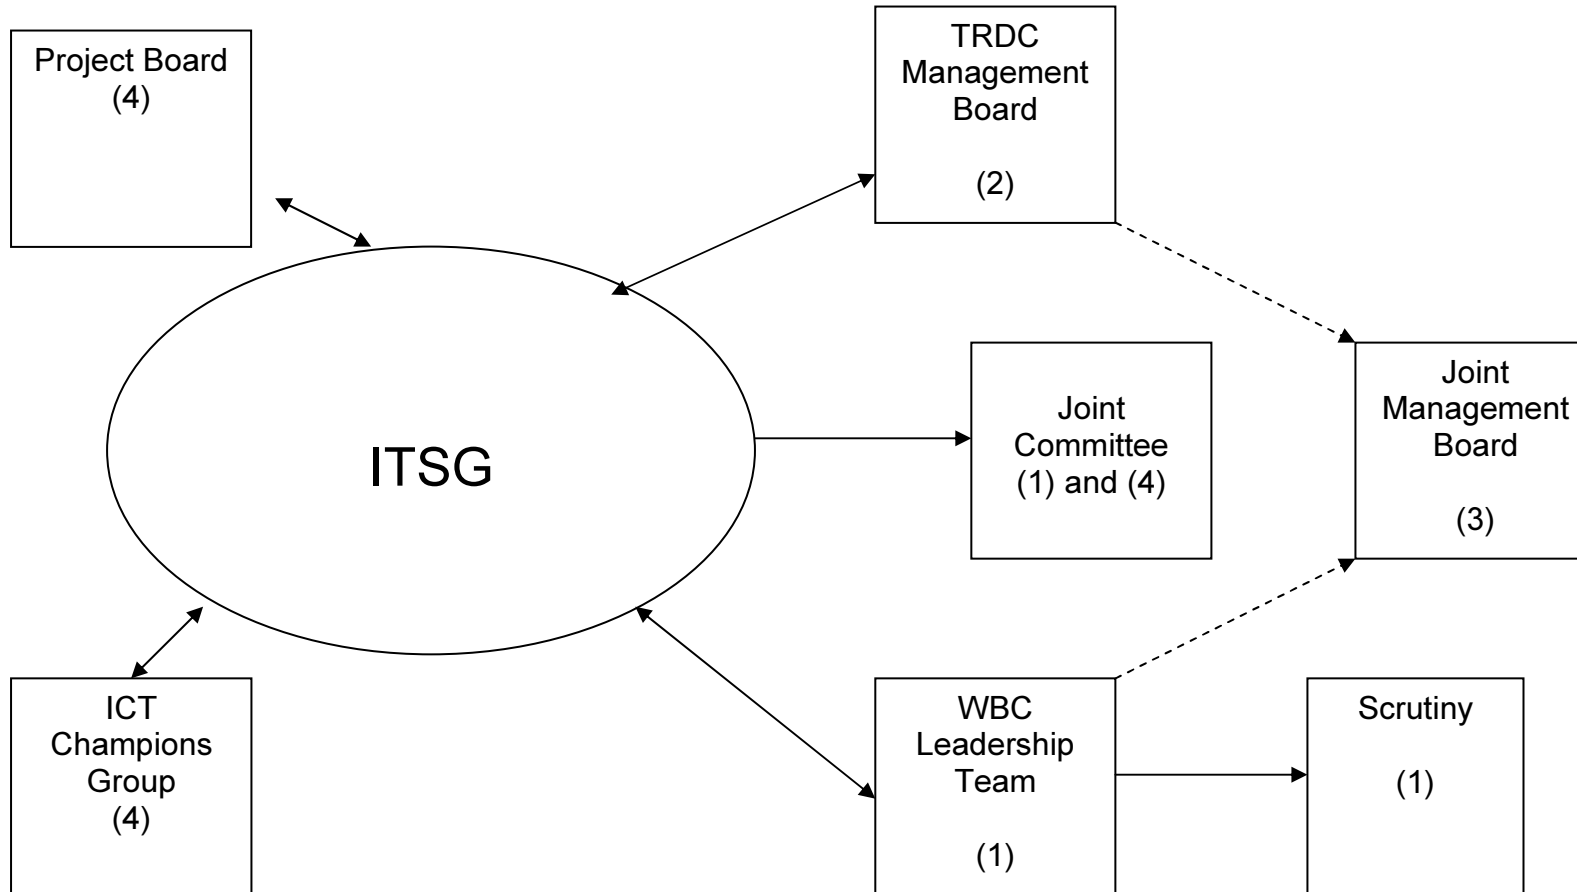 Project Board
(4)
TRDC
Management
Board
(2)
ITSG
Joint
Committee
(1) and (4)
Joint
Management
Board
(3)
ICT
Champions
Group
(4)
WBC
Leadership
Team
(1)
Scrutiny
(1)